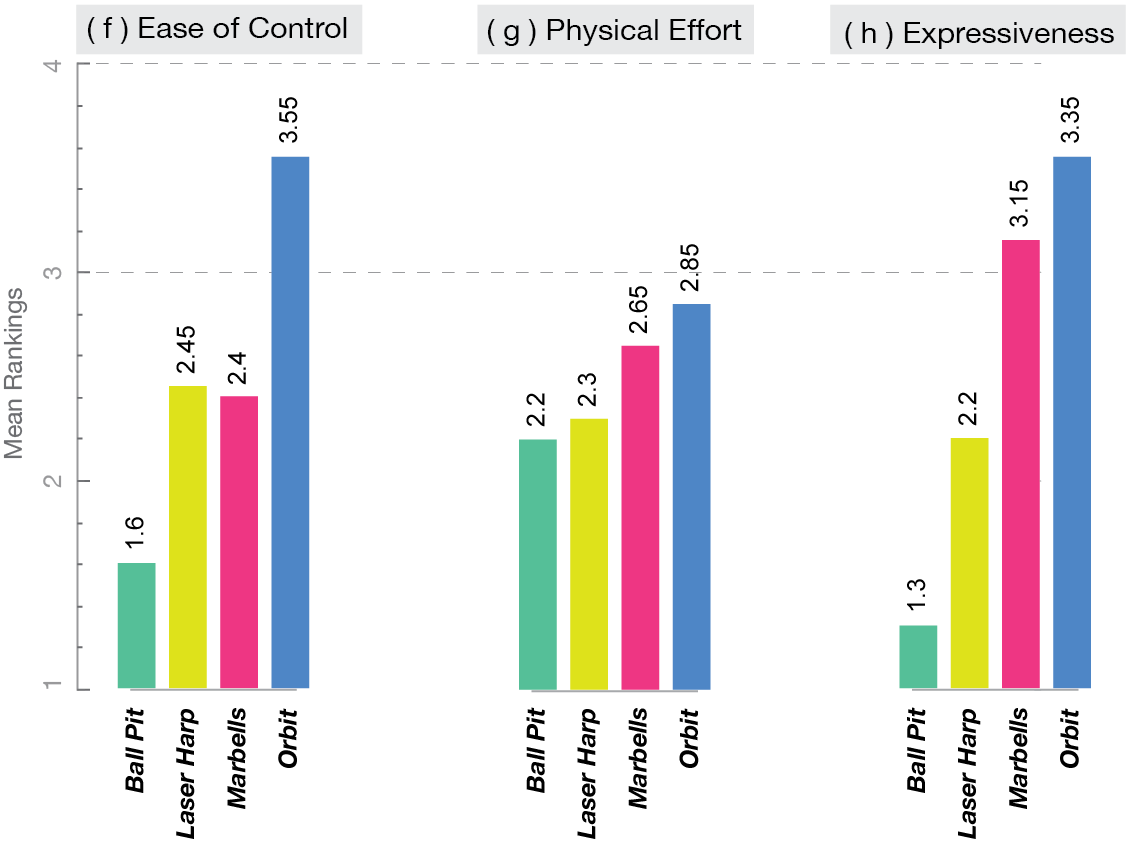 ( f ) Ease of Control
( g ) Physical Effort
( h ) Expressiveness
Mean Rankings
4
3
2
1
1.6
2.45
2.4
3.55
2.2
2.3
2.65
2.85
1.3
2.2
3.15
3.35
Ball Pit
Laser Harp
Marbells
Orbit
Ball Pit
Laser Harp
Marbells
Orbit
Ball Pit
Laser Harp
Marbells
Orbit